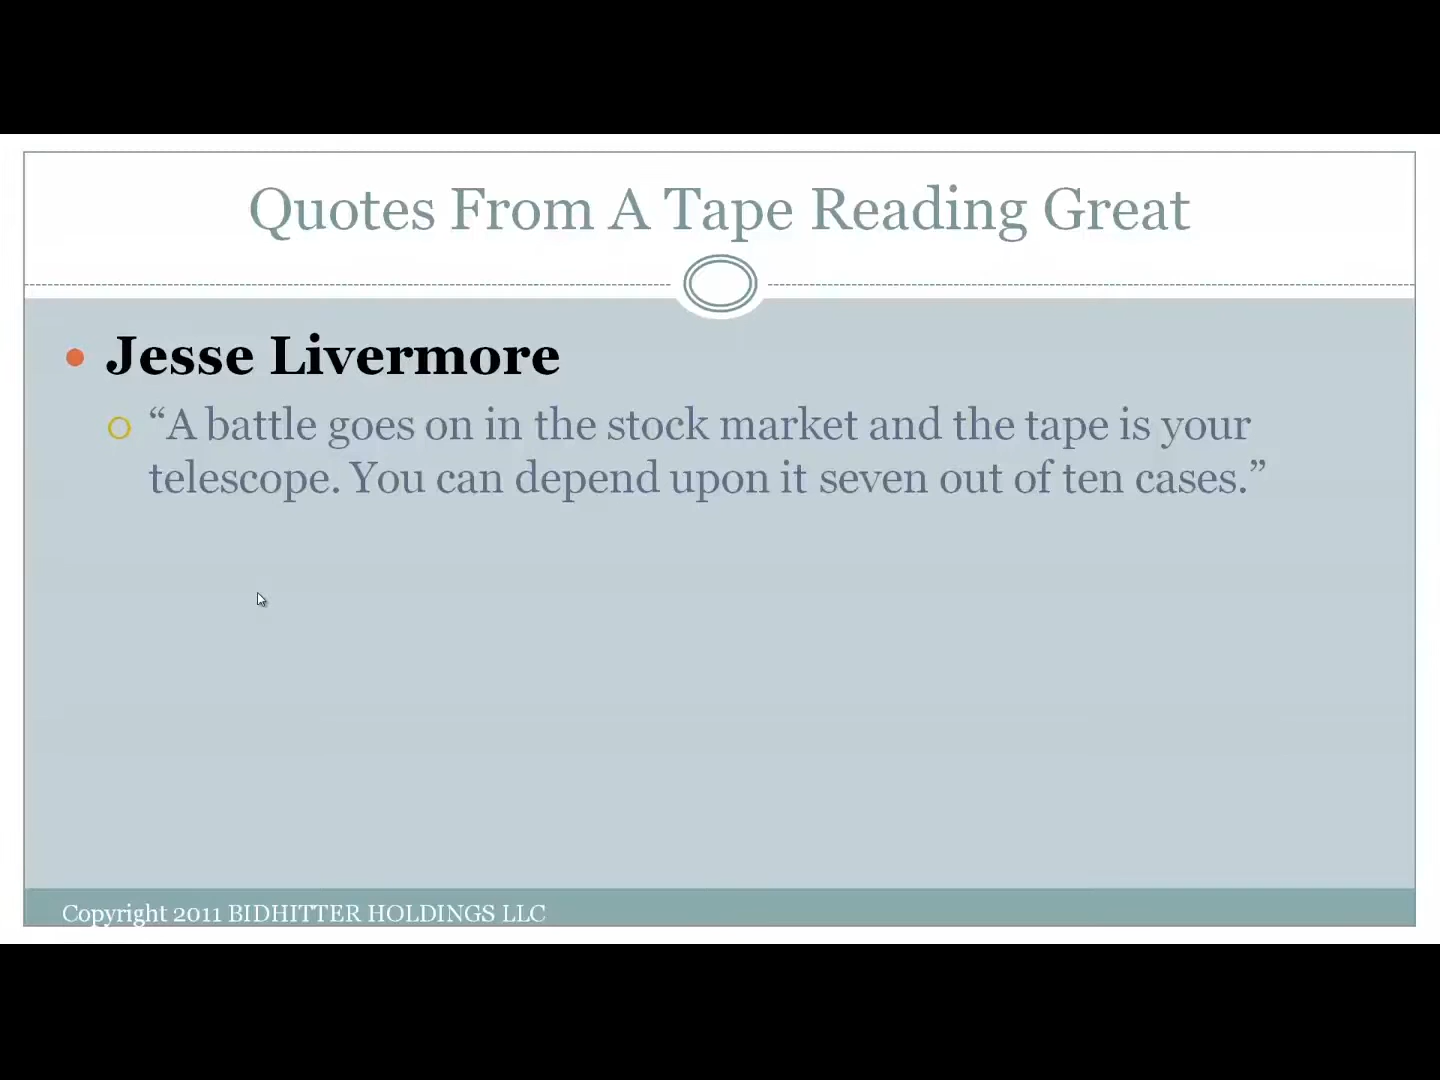 Quotes From A Tape Reading Great
Jesse Livermore
“A battle goes on in the stock market and the tape is your
telescope. You can depend upon it seven out of ten cases.”
Copyright 2011 BIDHITTER HOLDINGS LLC